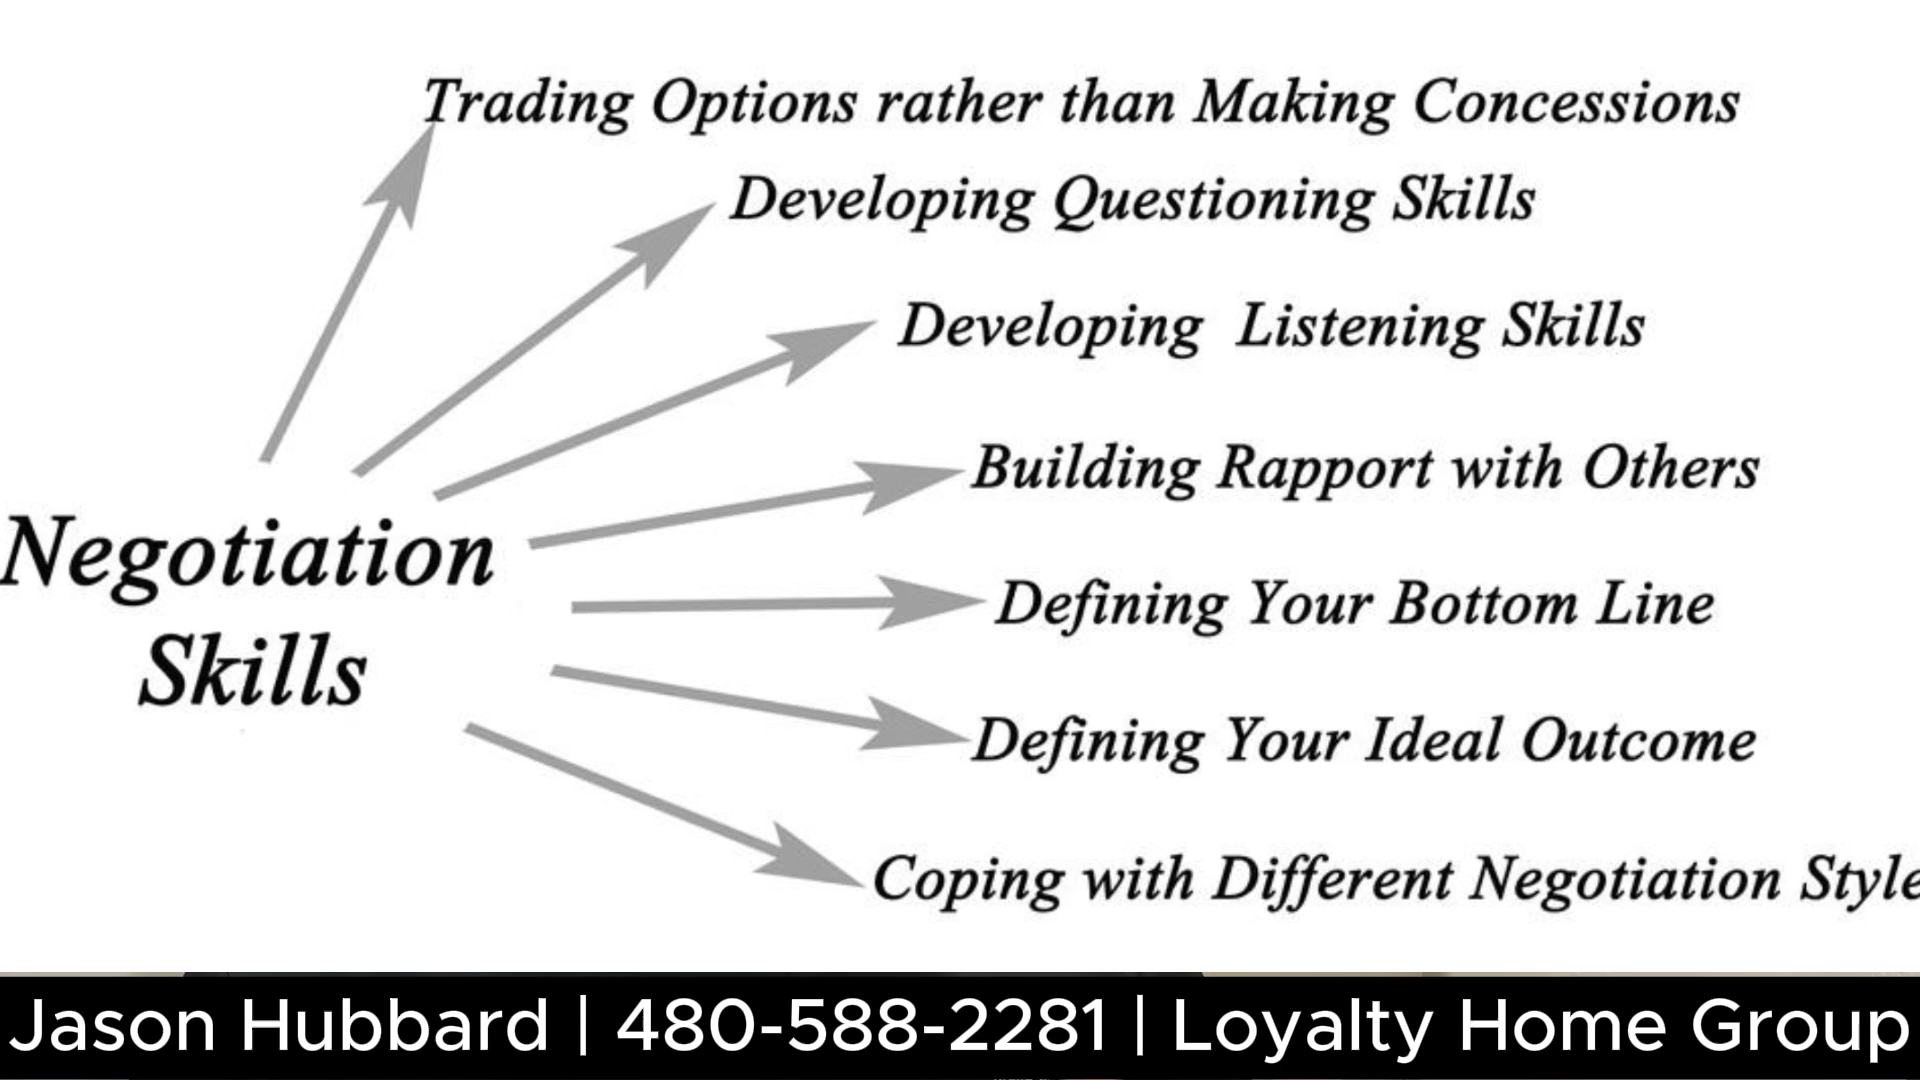 Trading Options rather than Making Concessions
Developing Questioning Skills
Developing Listening Skills
Building Rapport with Others
Negotiation
Skills
Defining Your Bottom Line
Defining Your Ideal Outcome
Coping with Different Negotiation Style
Jason Hubbard | 480-588-2281 | Loyalty Home Group